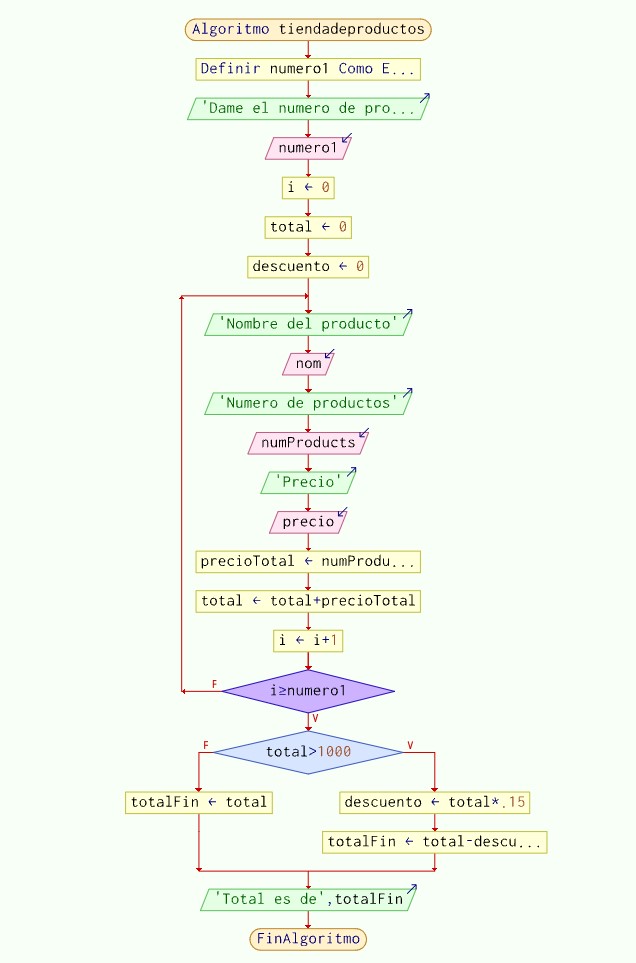 Algoritmo tiendadeproductos
Definir numero1 Como E...
'Dame el numero de pro...
numero1
i ← 0
total ← 0
descuento ← 0
'Nombre del producto'
nom
'Numero de productos'
numProducts
'Precio'
precio
precioTotal ← numProdu...
total ← total+precioTotal
i ← i+1
F
i≥numero1
V
F
total>1000
V
totalFin ← total
descuento ← total*.15
totalFin ← total-descu...
'Total es de',totalFin
FinAlgoritmo